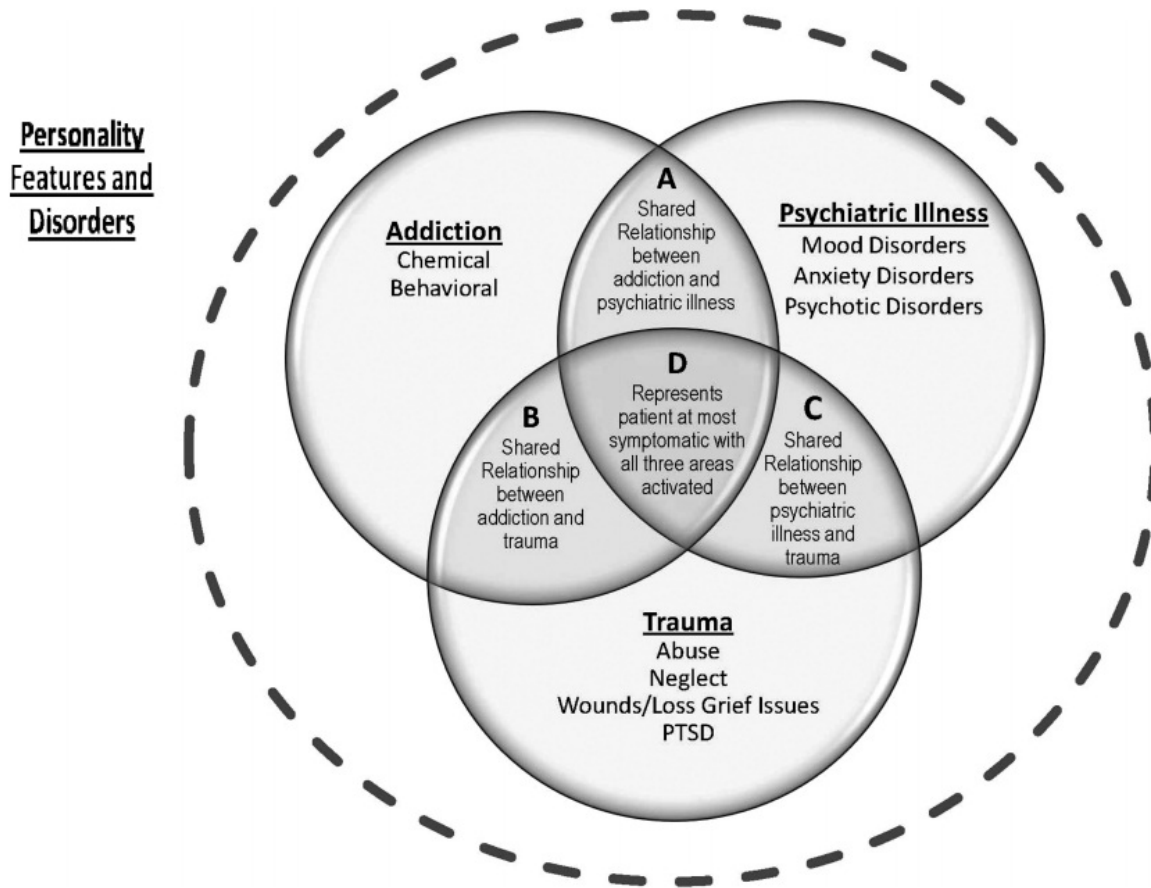 Personality
Features and
Disorders
Addiction
Chemical
Behavioral
A
Shared
Relationship
between
addiction and
psychiatric illness
Psychiatric Illness
Mood Disorders
Anxiety Disorders
Psychotic Disorders
B
Shared
Relationship
between
addiction and
trauma
D
Represents
patient at most
symptomatic with
all three areas
activated
C
Shared
Relationship
between
psychiatric
illness and
trauma
Trauma
Abuse
Neglect
Wounds/Loss Grief Issues
PTSD